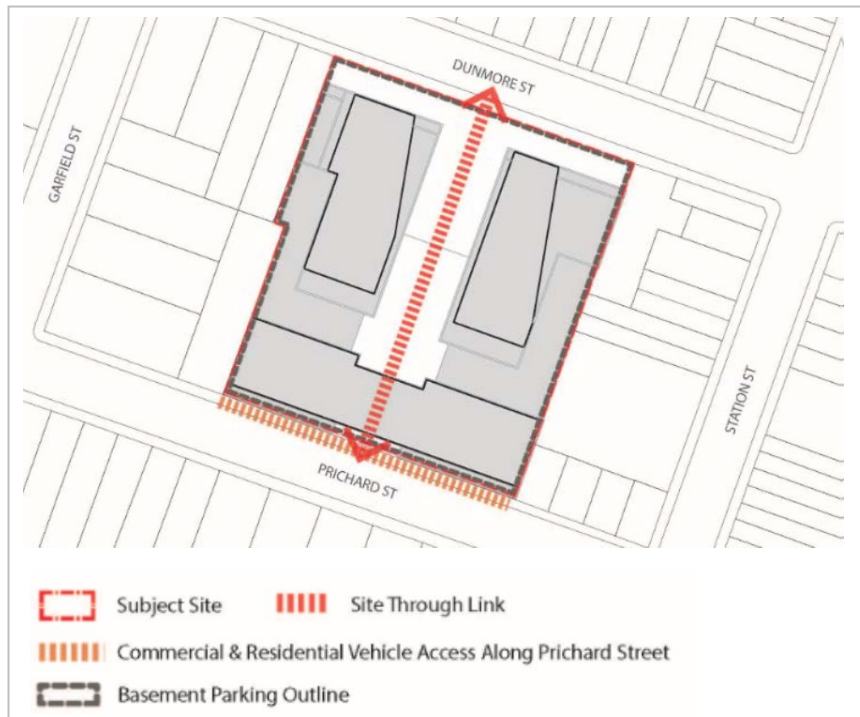 DUNMORE ST
GARFIELD ST
STATION ST
PRICHARD ST
Subject Site
Site Through Link
Commercial & Residential Vehicle Access Along Prichard Street
Basement Parking Outline